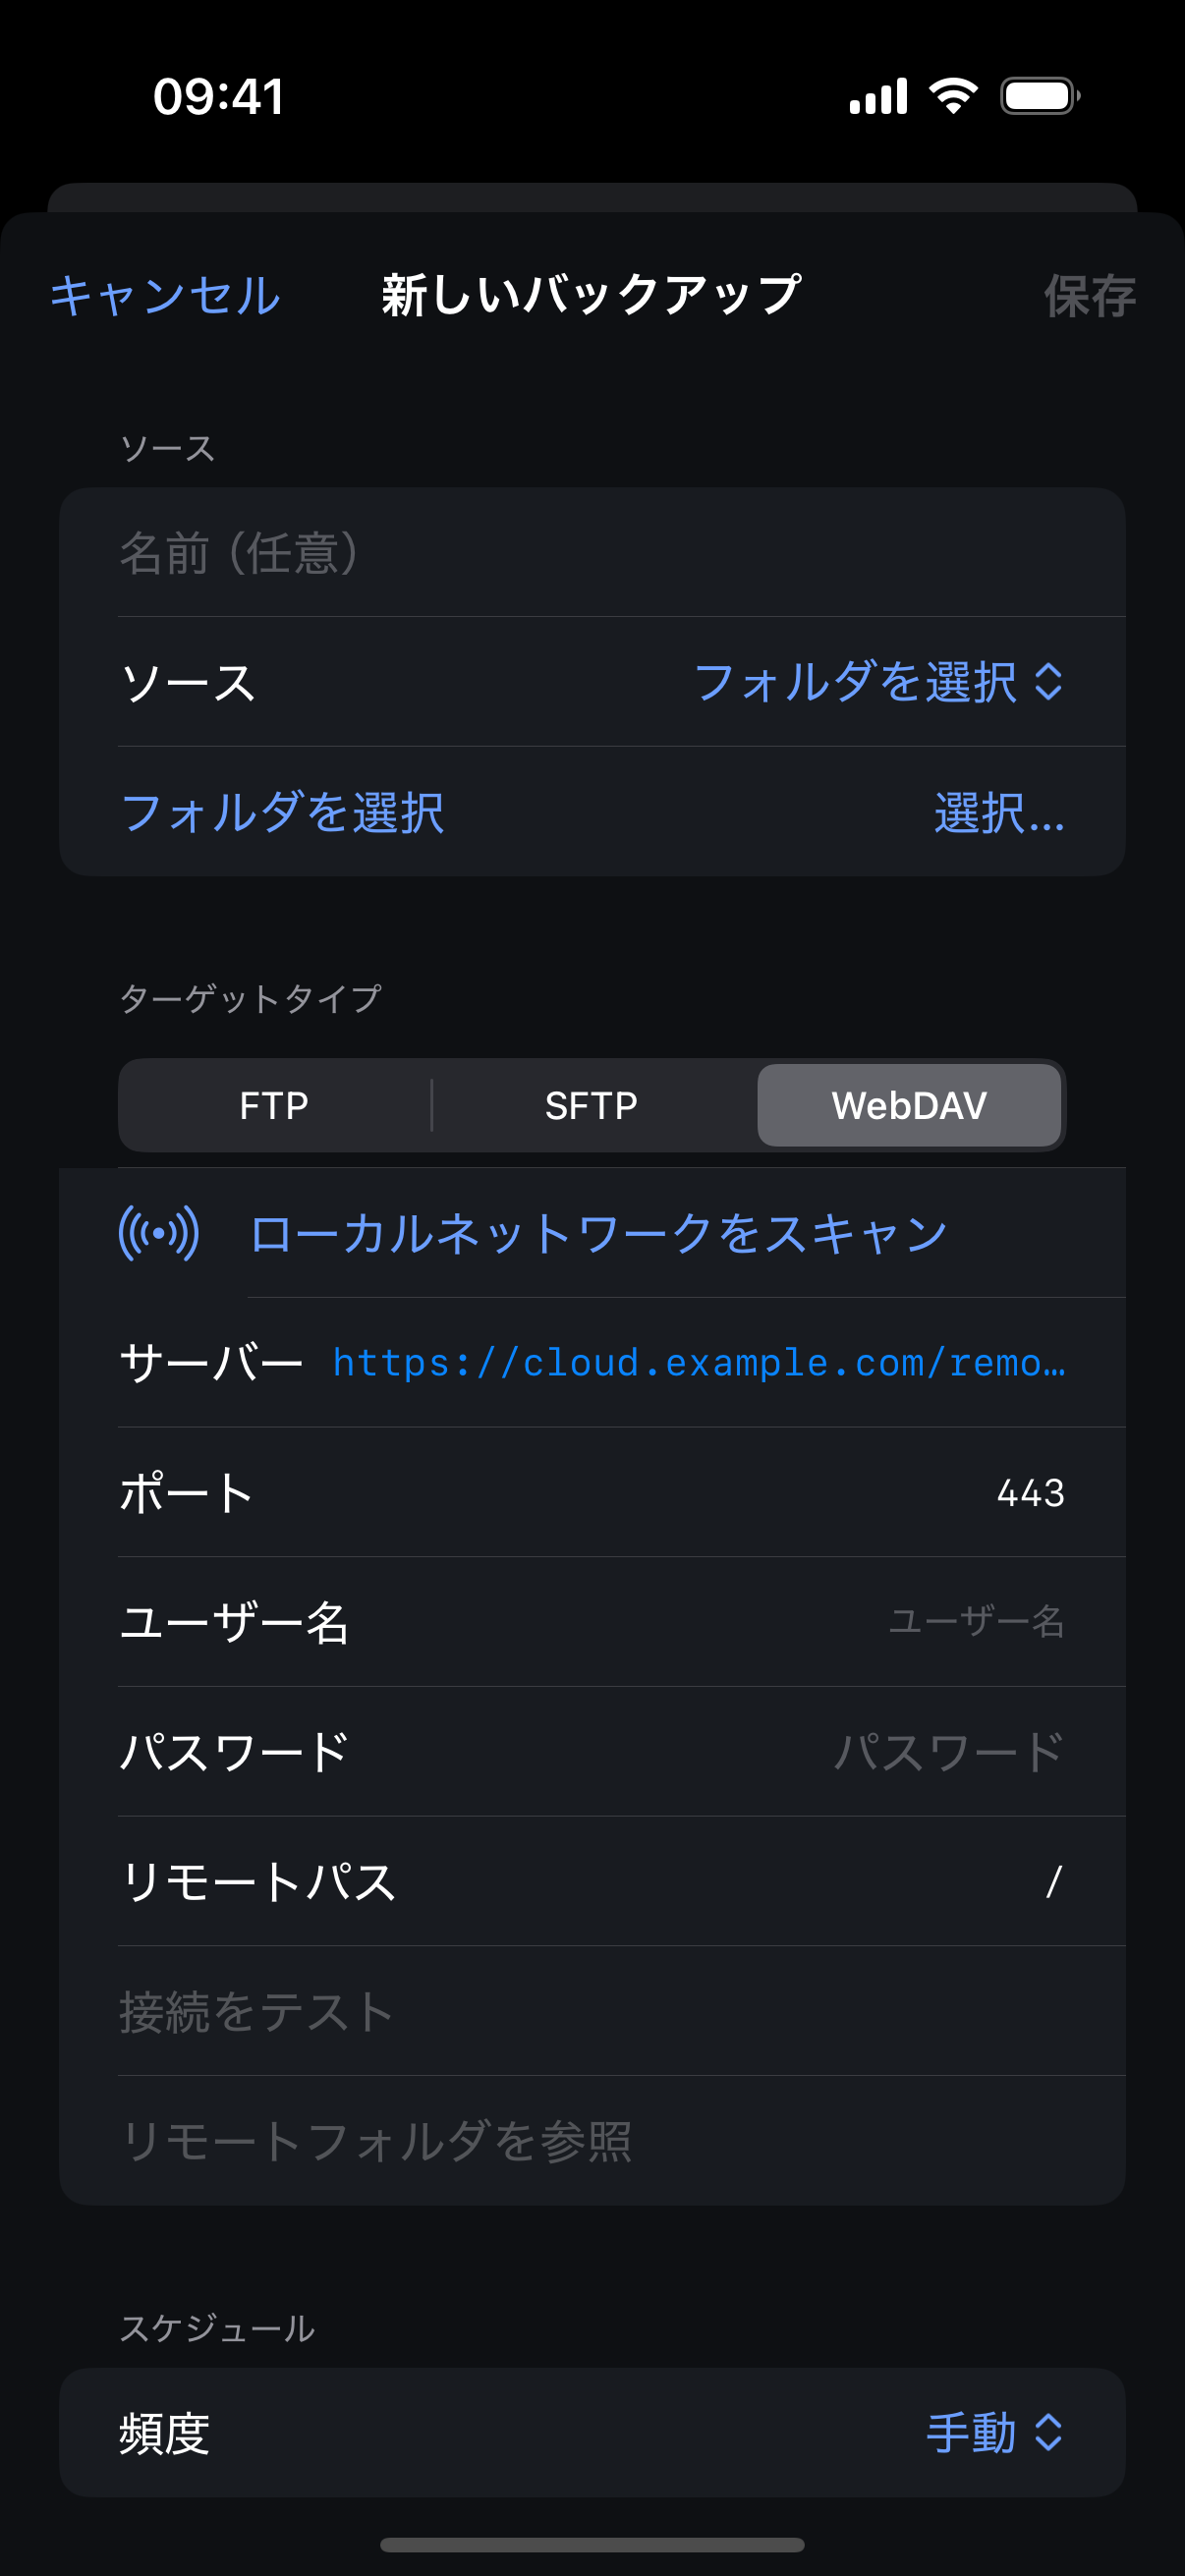 09:41
キャンセル 新しいバックアップ 保存
ソース
名前（任意）
ソース フォルダを選択
フォルダを選択 選択...
ターゲットタイプ
FTP SFTP WebDAV
ローカルネットワークをスキャン
サーバー https://cloud.example.com/remo…
ポート 443
ユーザー名 ユーザー名
パスワード パスワード
リモートパス /
接続をテスト
リモートフォルダを参照
スケジュール
頻度 手動